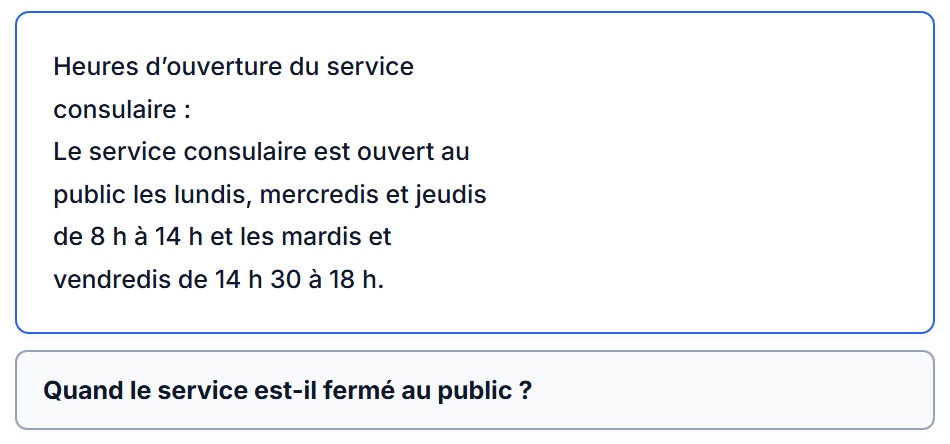 Heures d’ouverture du service
consulaire :
Le service consulaire est ouvert au
public les lundis, mercredis et jeudis
de 8 h à 14 h et les mardis et
vendredis de 14 h 30 à 18 h.
Quand le service est-il fermé au public ?